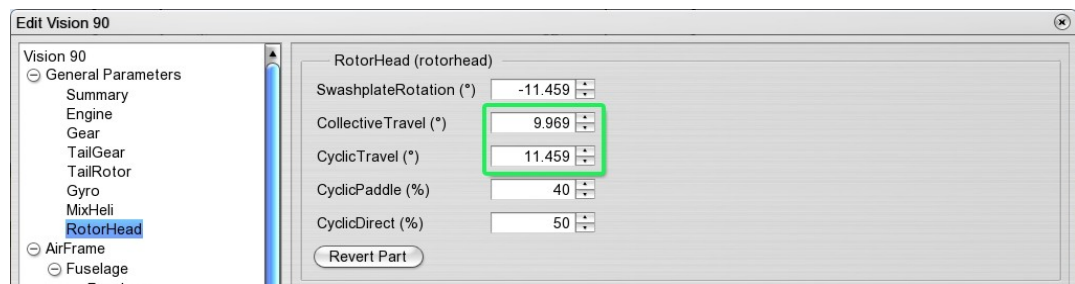 Edit Vision 90
Vision 90
General Parameters
Summary
Engine
Gear
TailGear
TailRotor
Gyro
MixHeli
RotorHead
AirFrame
Fuselage
RotorHead (rotorhead)
SwashplateRotation (°) -11.459
CollectiveTravel (°) 9.969
CyclicTravel (°) 11.459
CyclicPaddle (%) 40
CyclicDirect (%) 50
Revert Part